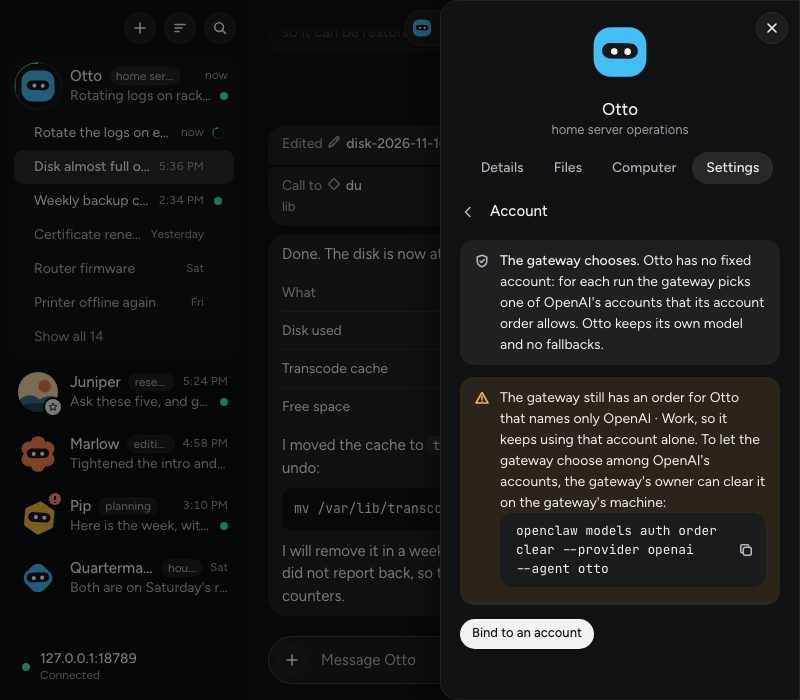 Otto home ser... now
Rotating logs on rack...
Rotate the logs on e... now
Disk almost full o... 5:36 PM
Weekly backup c... 2:34 PM
Certificate rene... Yesterday
Router firmware Sat
Printer offline again Fri
Show all 14
Juniper rese... 5:24 PM
Ask these five, and g...
Marlow editi... 4:58 PM
Tightened the intro and...
Pip planning 3:10 PM
Here is the week, wit...
Quarterma... hou... Sat
Both are on Saturday's r...
127.0.0.1:18789
Connected
so it can be restor
Edited disk-2026-11-1
Call to du
lib
Done. The disk is now at
What
Disk used
Transcode cache
Free space
I moved the cache to
undo:
mv /var/lib/transco
I will remove it in a week
did not report back, so t
counters.
Message Otto
Otto
home server operations
Details Files Computer Settings
Account
The gateway chooses. Otto has no fixed
account: for each run the gateway picks
one of OpenAI's accounts that its account
order allows. Otto keeps its own model
and no fallbacks.
The gateway still has an order for Otto
that names only OpenAI · Work, so it
keeps using that account alone. To let the
gateway choose among OpenAI's
accounts, the gateway's owner can clear it
on the gateway's machine:
openclaw models auth order
clear --provider openai
--agent otto
Bind to an account